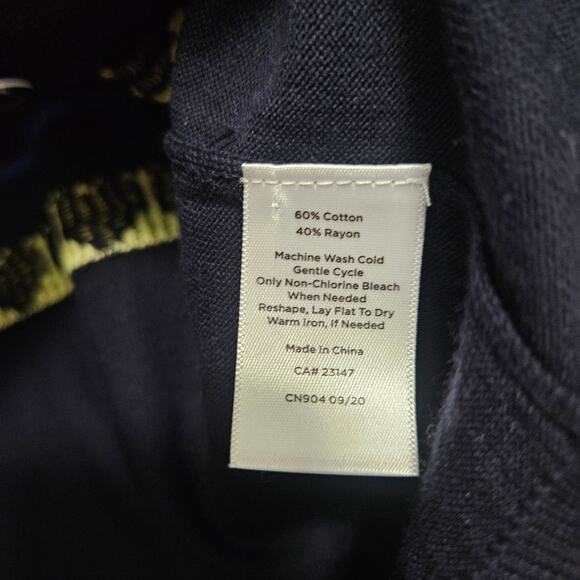 60% Cotton
40% Rayon
Machine Wash Cold
Gentle Cycle
Only Non-Chlorine Bleach
When Needed
Reshape, Lay Flat To Dry
Warm Iron, If Needed
Made In China
CA# 23147
CN904 09/20